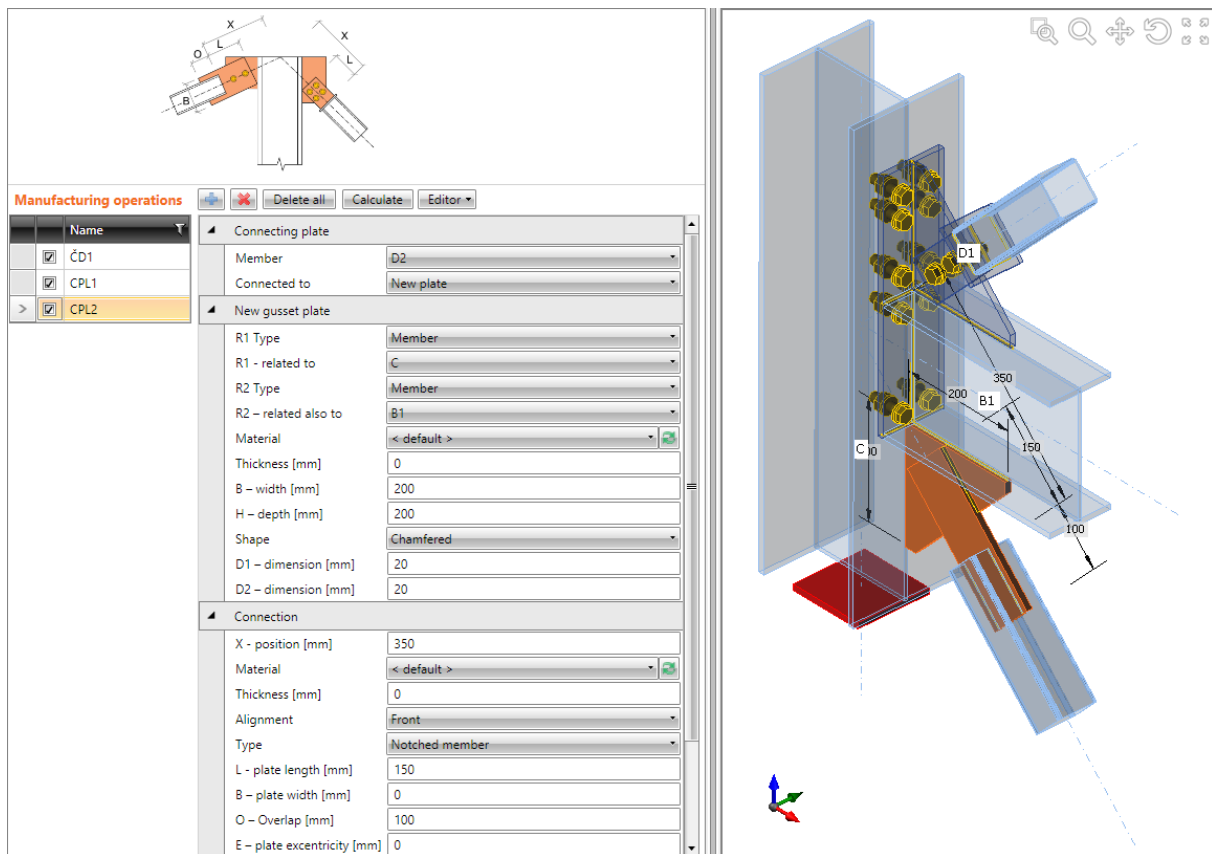 X
X
L
L
O
B
Manufacturing operations
Delete all
Calculate
Editor
Name
ČD1
CPL1
CPL2
Connecting plate
Member D2
Connected to New plate
New gusset plate
R1 Type Member
R1 - related to C
R2 Type Member
R2 – related also to B1
Material < default >
Thickness [mm] 0
B – width [mm] 200
H – depth [mm] 200
Shape Chamfered
D1 – dimension [mm] 20
D2 – dimension [mm] 20
Connection
X - position [mm] 350
Material < default >
Thickness [mm] 0
Alignment Front
Type Notched member
L - plate length [mm] 150
B – plate width [mm] 0
O – Overlap [mm] 100
E – plate excentricity [mm] 0
D1
350
200
B1
150
C
100